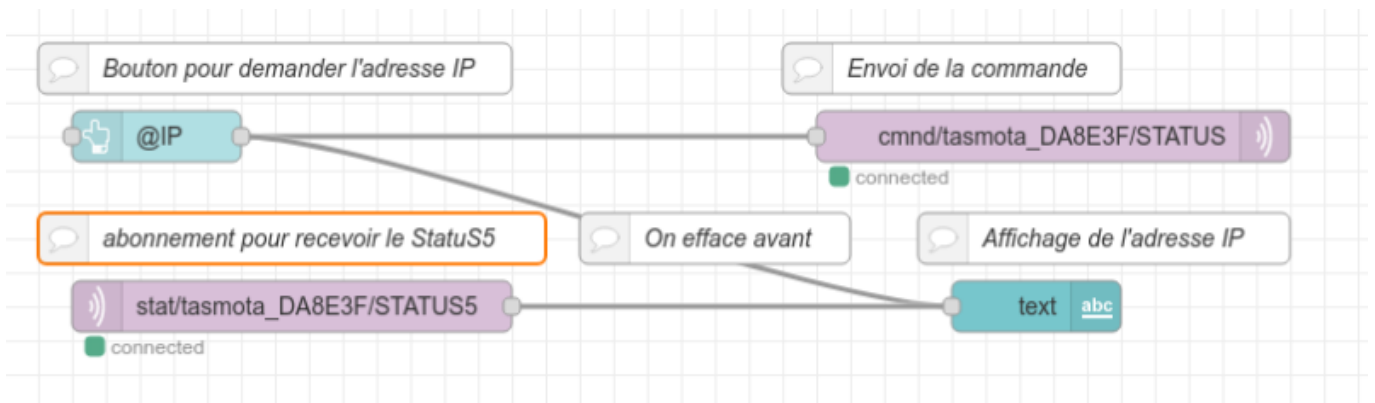 Bouton pour demander l'adresse IP
Envoi de la commande
@IP
cmnd/tasmota_DA8E3F/STATUS
connected
abonnement pour recevoir le StatuS5
On efface avant
Affichage de l'adresse IP
stat/tasmota_DA8E3F/STATUS5
text
abc
connected